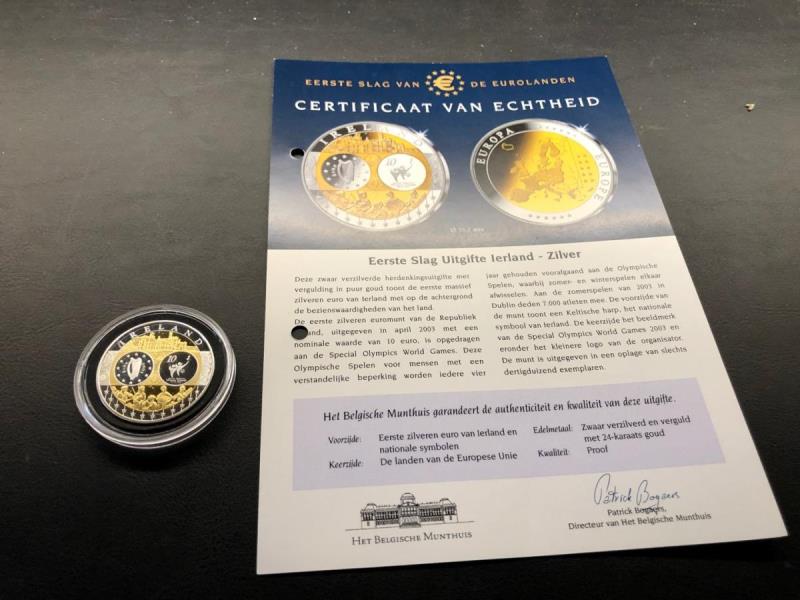 EERSTE SLAG VAN € DE EUROLANDEN
CERTIFICAAT VAN ECHTHEID
IRELAND
10
EUROPA
EUROPE
Eerste Slag Uitgifte Ierland - Zilver
Deze zwaar verzilverde herdenkingsuitgifte met
vergulding in puur goud toont de eerste massief
zilveren euro van Ierland met op de achtergrond
de bezienswaardigheden van het land.
De eerste zilveren euromunt van de Republiek
land, uitgegeven in april 2003 met een
nominale waarde van 10 euro, is opgedragen
aan de Special Olympics World Games. Deze
Olympische Spelen voor mensen met een
verstandelijke beperking worden iedere vier
jaar gehouden voorafgaand aan de Olympische
Spelen, waarbij zomer- en winterspelen elkaar
afwisselen. Aan de zomerspelen van 2003 in
Dublin deden 7.000 atleten mee. De voorzijde van
de munt toont een Keltische harp, het nationale
symbool van Ierland. De keerzijde het beeldmerk
van de Special Olympics World Games 2003 en
eronder het kleinere logo van de organisator.
De munt is uitgegeven in een oplage van slechts
dertigduizend exemplaren.
Het Belgische Munthuis garandeert de authenticiteit en kwaliteit van deze uitgifte.
Voorzijde: Eerste zilveren euro van Ierland en
nationale symbolen
Keerzijde: De landen van de Europese Unie
Edelmetaal: Zwaar verzilverd en verguld
met 24-karaats goud
Kwaliteit: Proof
HET BELGISCHE MUNTHUIS
Patrick Bogaers
Patrick Bogaers,
Directeur van Het Belgische Munthuis
IRELAND
10